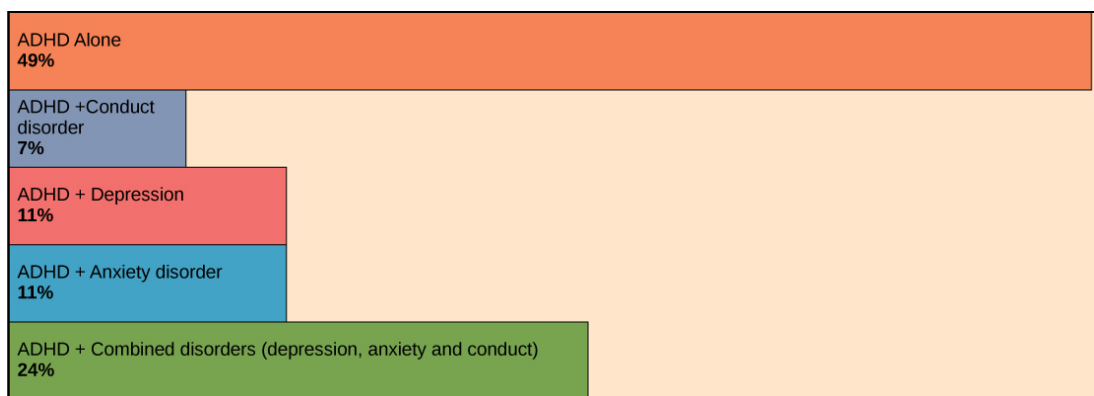 ADHD Alone
49%
ADHD +Conduct
disorder
7%
ADHD + Depression
11%
ADHD + Anxiety disorder
11%
ADHD + Combined disorders (depression, anxiety and conduct)
24%